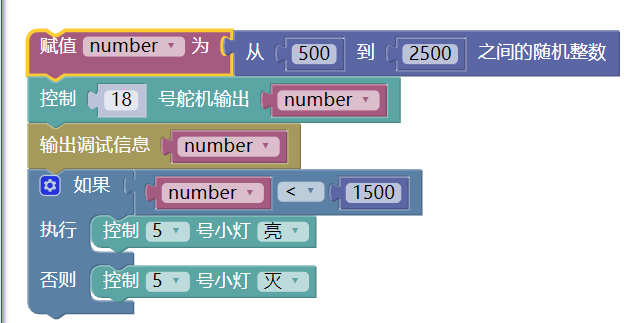 赋值 number 为 从 500 到 2500 之间的随机整数
控制 18 号舵机输出 number
输出调试信息 number
如果 number < 1500
执行 控制 5 号小灯 亮
否则 控制 5 号小灯 灭